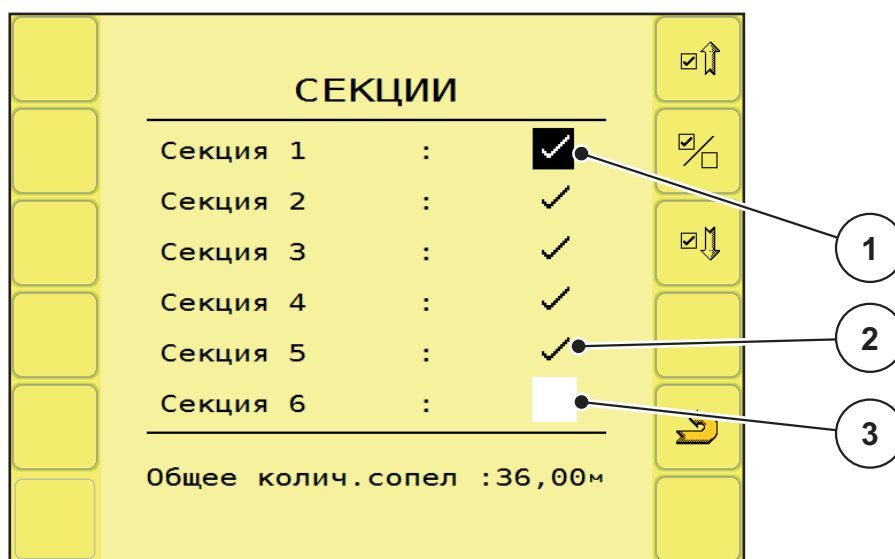 СЕКЦИИ
Секция 1 :
Секция 2 :
Секция 3 :
Секция 4 :
Секция 5 :
Секция 6 :
Общее колич.сопел :36,00м
1
2
3